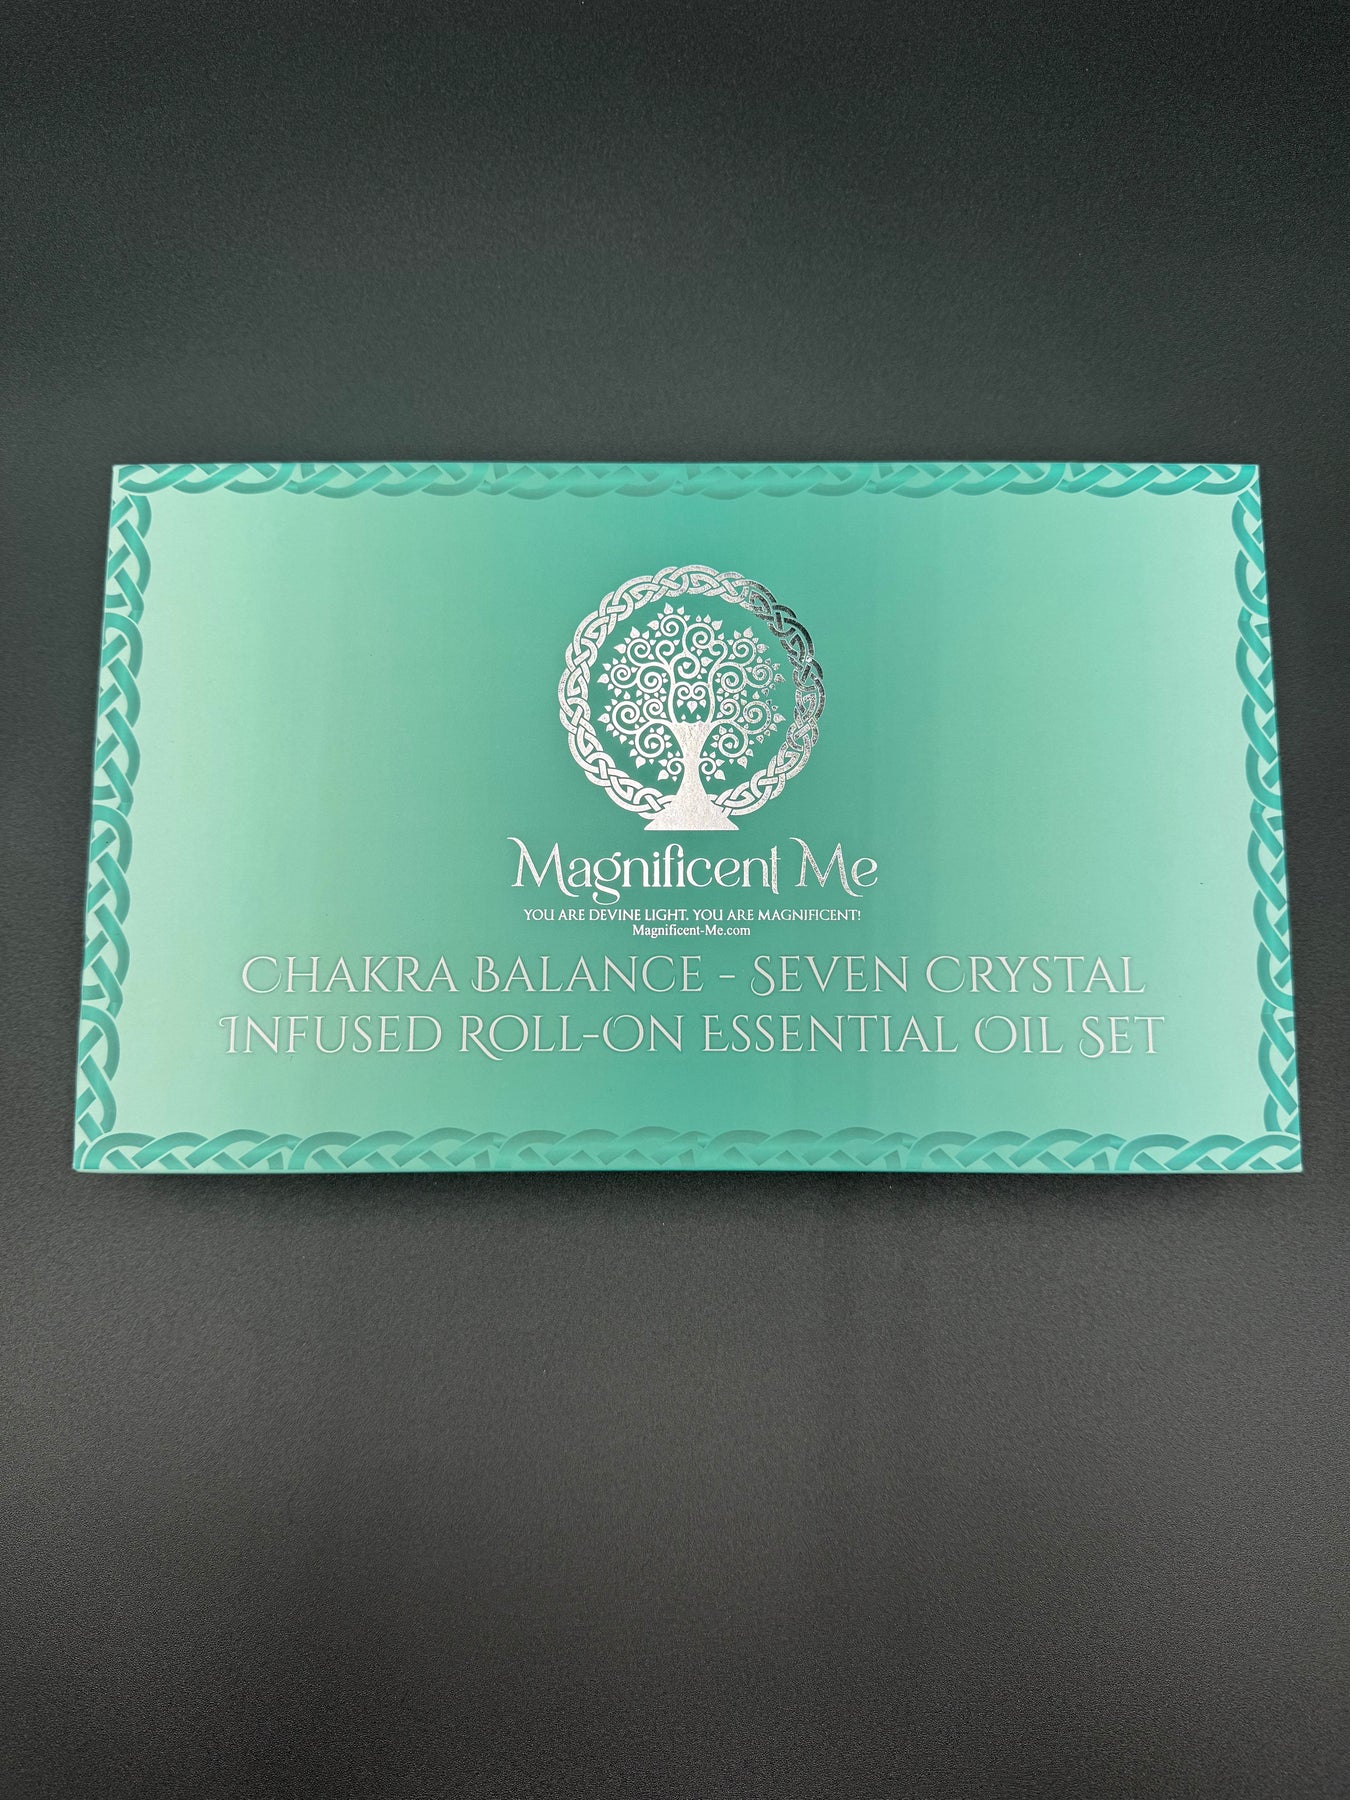 Magnificent Me
YOU ARE DEVINE LIGHT. YOU ARE MAGNIFICENT!
Magnificent-Me.com
CHAKRA BALANCE - SEVEN CRYSTAL
INFUSED ROLL-ON ESSENTIAL OIL SET